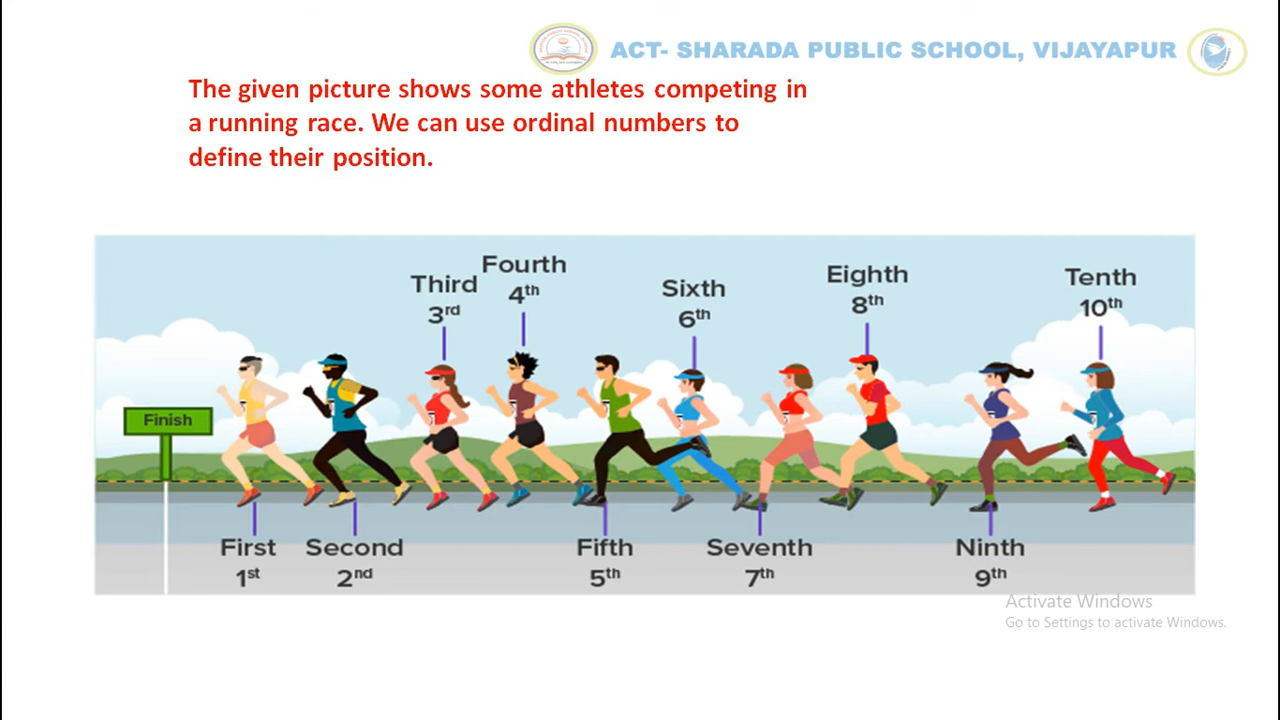 ACT- SHARADA PUBLIC SCHOOL, VIJAYAPUR
The given picture shows some athletes competing in
a running race. We can use ordinal numbers to
define their position.
Third
3rd
Fourth
4th
Sixth
6th
Eighth
8th
Tenth
10th
Finish
First
1st
Second
2nd
Fifth
5th
Seventh
7th
Ninth
9th
Activate Windows
Go to Settings to activate Windows.